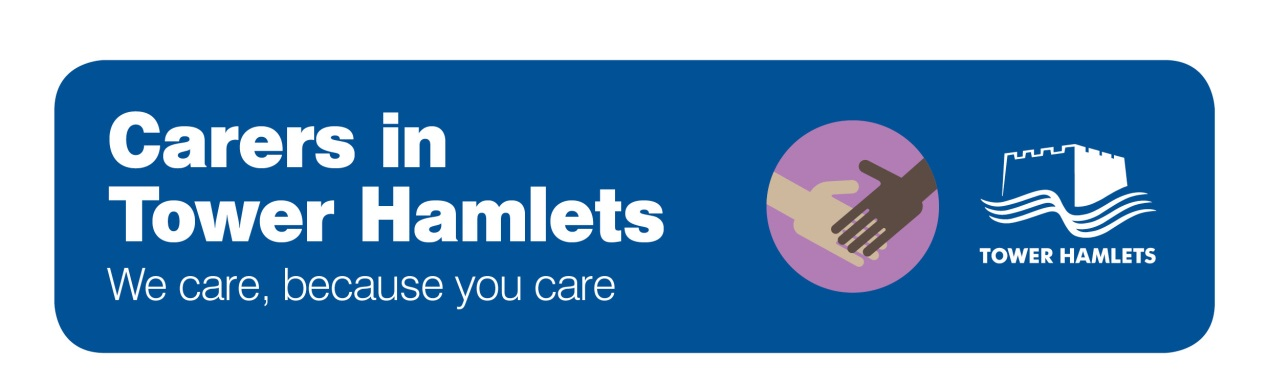 Carers in
Tower Hamlets
We care, because you care
TOWER HAMLETS